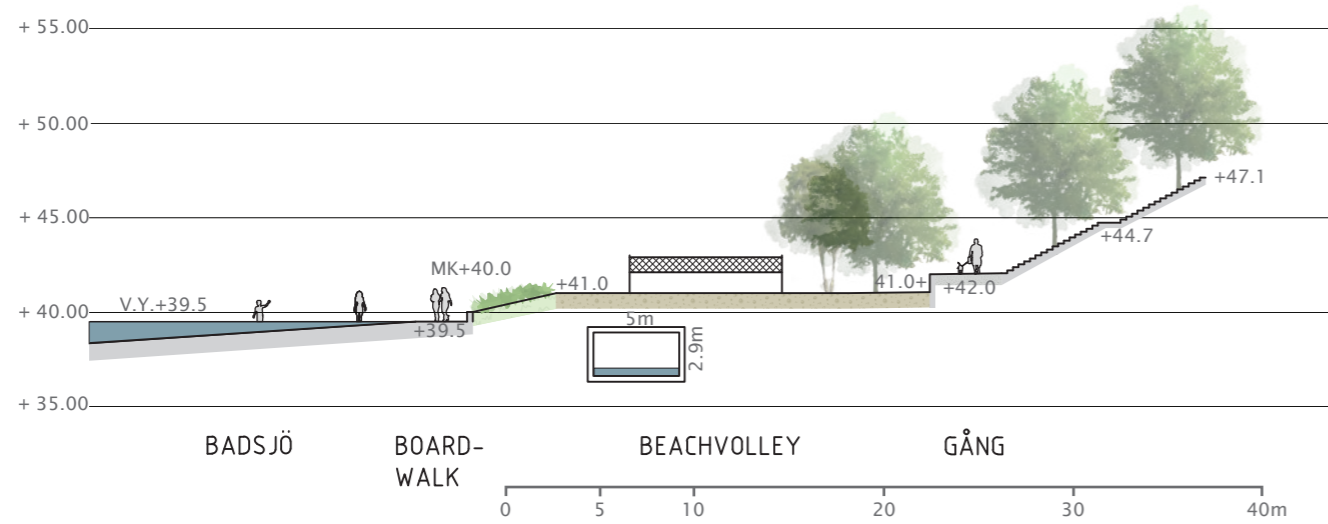 + 55.00
+ 50.00
+47.1
+ 45.00
+44.7
MK+40.0
+41.0
41.0+
+42.0
V.Y.+39.5
+ 40.00
+39.5
5m
2.9m
+ 35.00
BADSJÖ
BOARD-
WALK
BEACHVOLLEY
GÅNG
0 5 10 20 30 40m